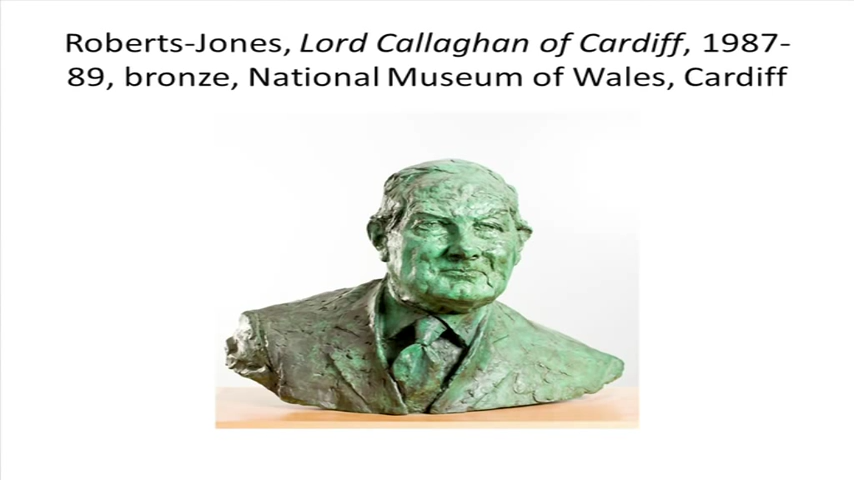 Roberts-Jones, Lord Callaghan of Cardiff, 1987-
89, bronze, National Museum of Wales, Cardiff